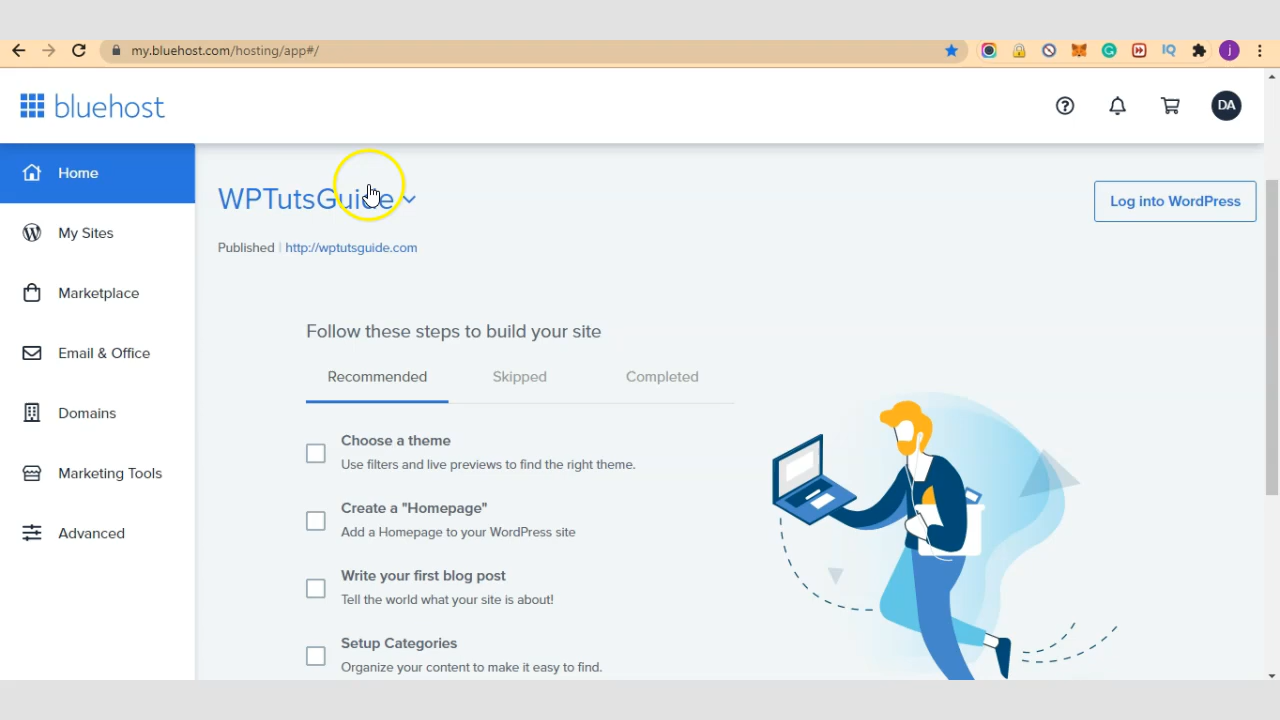 my.bluehost.com/hosting/app#/
IQ
j
bluehost
DA
Home
My Sites
Marketplace
Email & Office
Domains
Marketing Tools
Advanced
WPTutsGuide
Log into WordPress
Published | http://wptutsguide.com
Follow these steps to build your site
Recommended
Skipped
Completed
Choose a theme
Use filters and live previews to find the right theme.
Create a "Homepage"
Add a Homepage to your WordPress site
Write your first blog post
Tell the world what your site is about!
Setup Categories
Organize your content to make it easy to find.